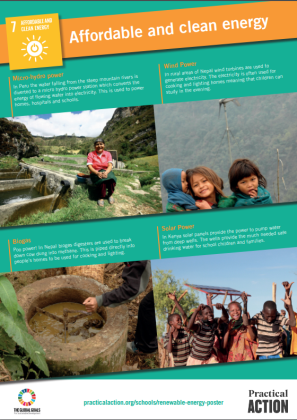 7 AFFORDABLE AND
CLEAN ENERGY
Affordable and clean energy
Micro-hydro power
In Peru the water falling from the steep mountain rivers is
diverted to a micro hydro power station which converts the
energy of flowing water into electricity. This is used to power
homes, hospitals and schools.
Wind Power
In rural areas of Nepal wind turbines are used to
generate electricity. The electricity is often used for
cooking and lighting homes meaning that children can
study in the evening.
Biogas
Poo-powers in Nepal biogas digesters are used to break
down cow dung into methane. This is piped directly into
people's homes to be used for cooking and lighting.
Solar Power
In Kenya solar panels provide the power to pump water
from deep wells. The wells provide the much needed safe
drinking water for school children and families.
THE GLOBAL GOALS
practicalaction.org/schools/renewable-energy-poster
Practical
ACTION